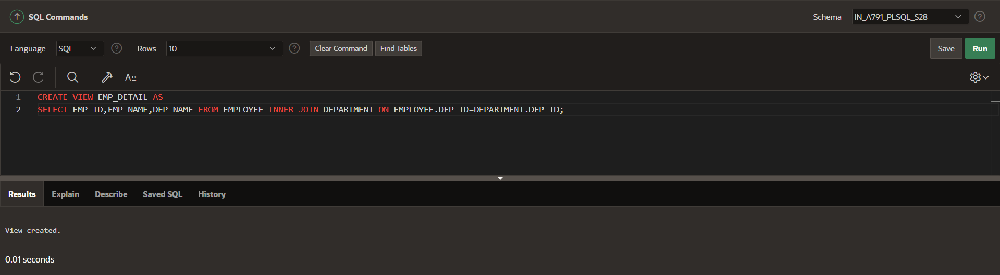 SQL Commands Schema IN_A791_PLSQL_S28
Language SQL Rows 10 Clear Command Find Tables Save Run
A::
1 CREATE VIEW EMP_DETAIL AS
2 SELECT EMP_ID,EMP_NAME,DEP_NAME FROM EMPLOYEE INNER JOIN DEPARTMENT ON EMPLOYEE.DEP_ID=DEPARTMENT.DEP_ID;
Results Explain Describe Saved SQL History
View created.
0.01 seconds